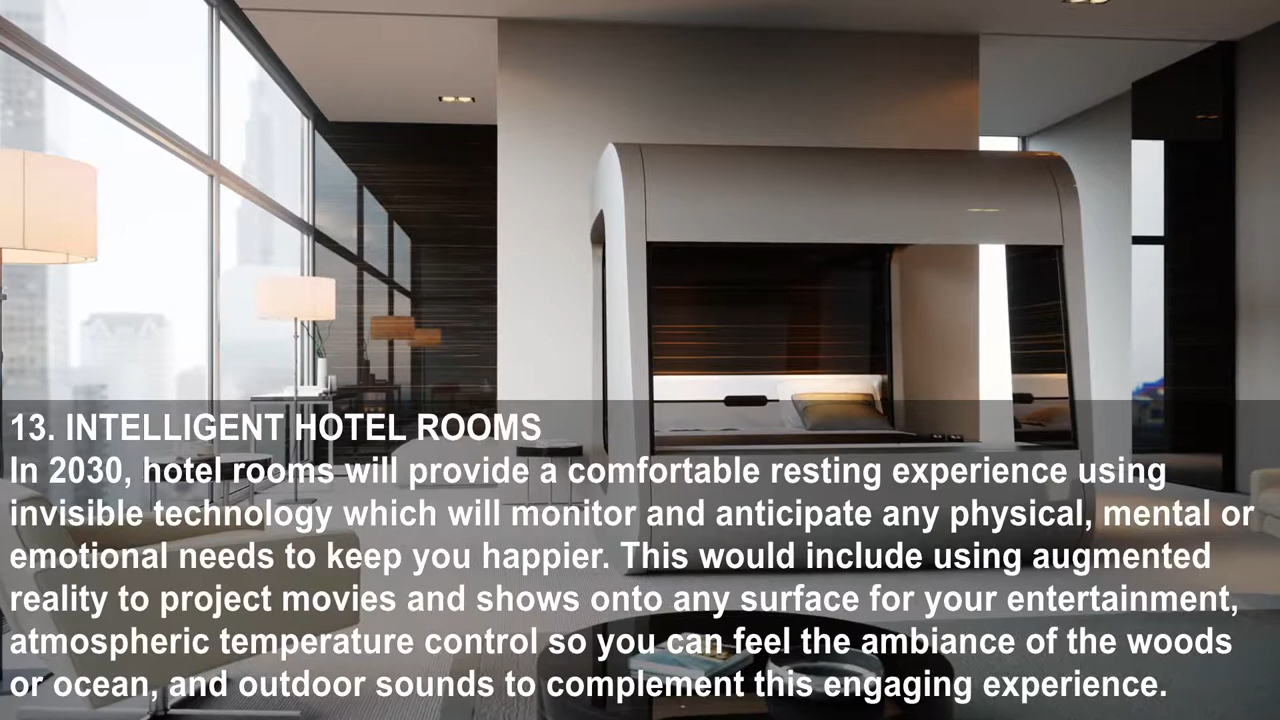 13. INTELLIGENT HOTEL ROOMS
In 2030, hotel rooms will provide a comfortable resting experience using
invisible technology which will monitor and anticipate any physical, mental or
emotional needs to keep you happier. This would include using augmented
reality to project movies and shows onto any surface for your entertainment,
atmospheric temperature control so you can feel the ambiance of the woods
or ocean, and outdoor sounds to complement this engaging experience.